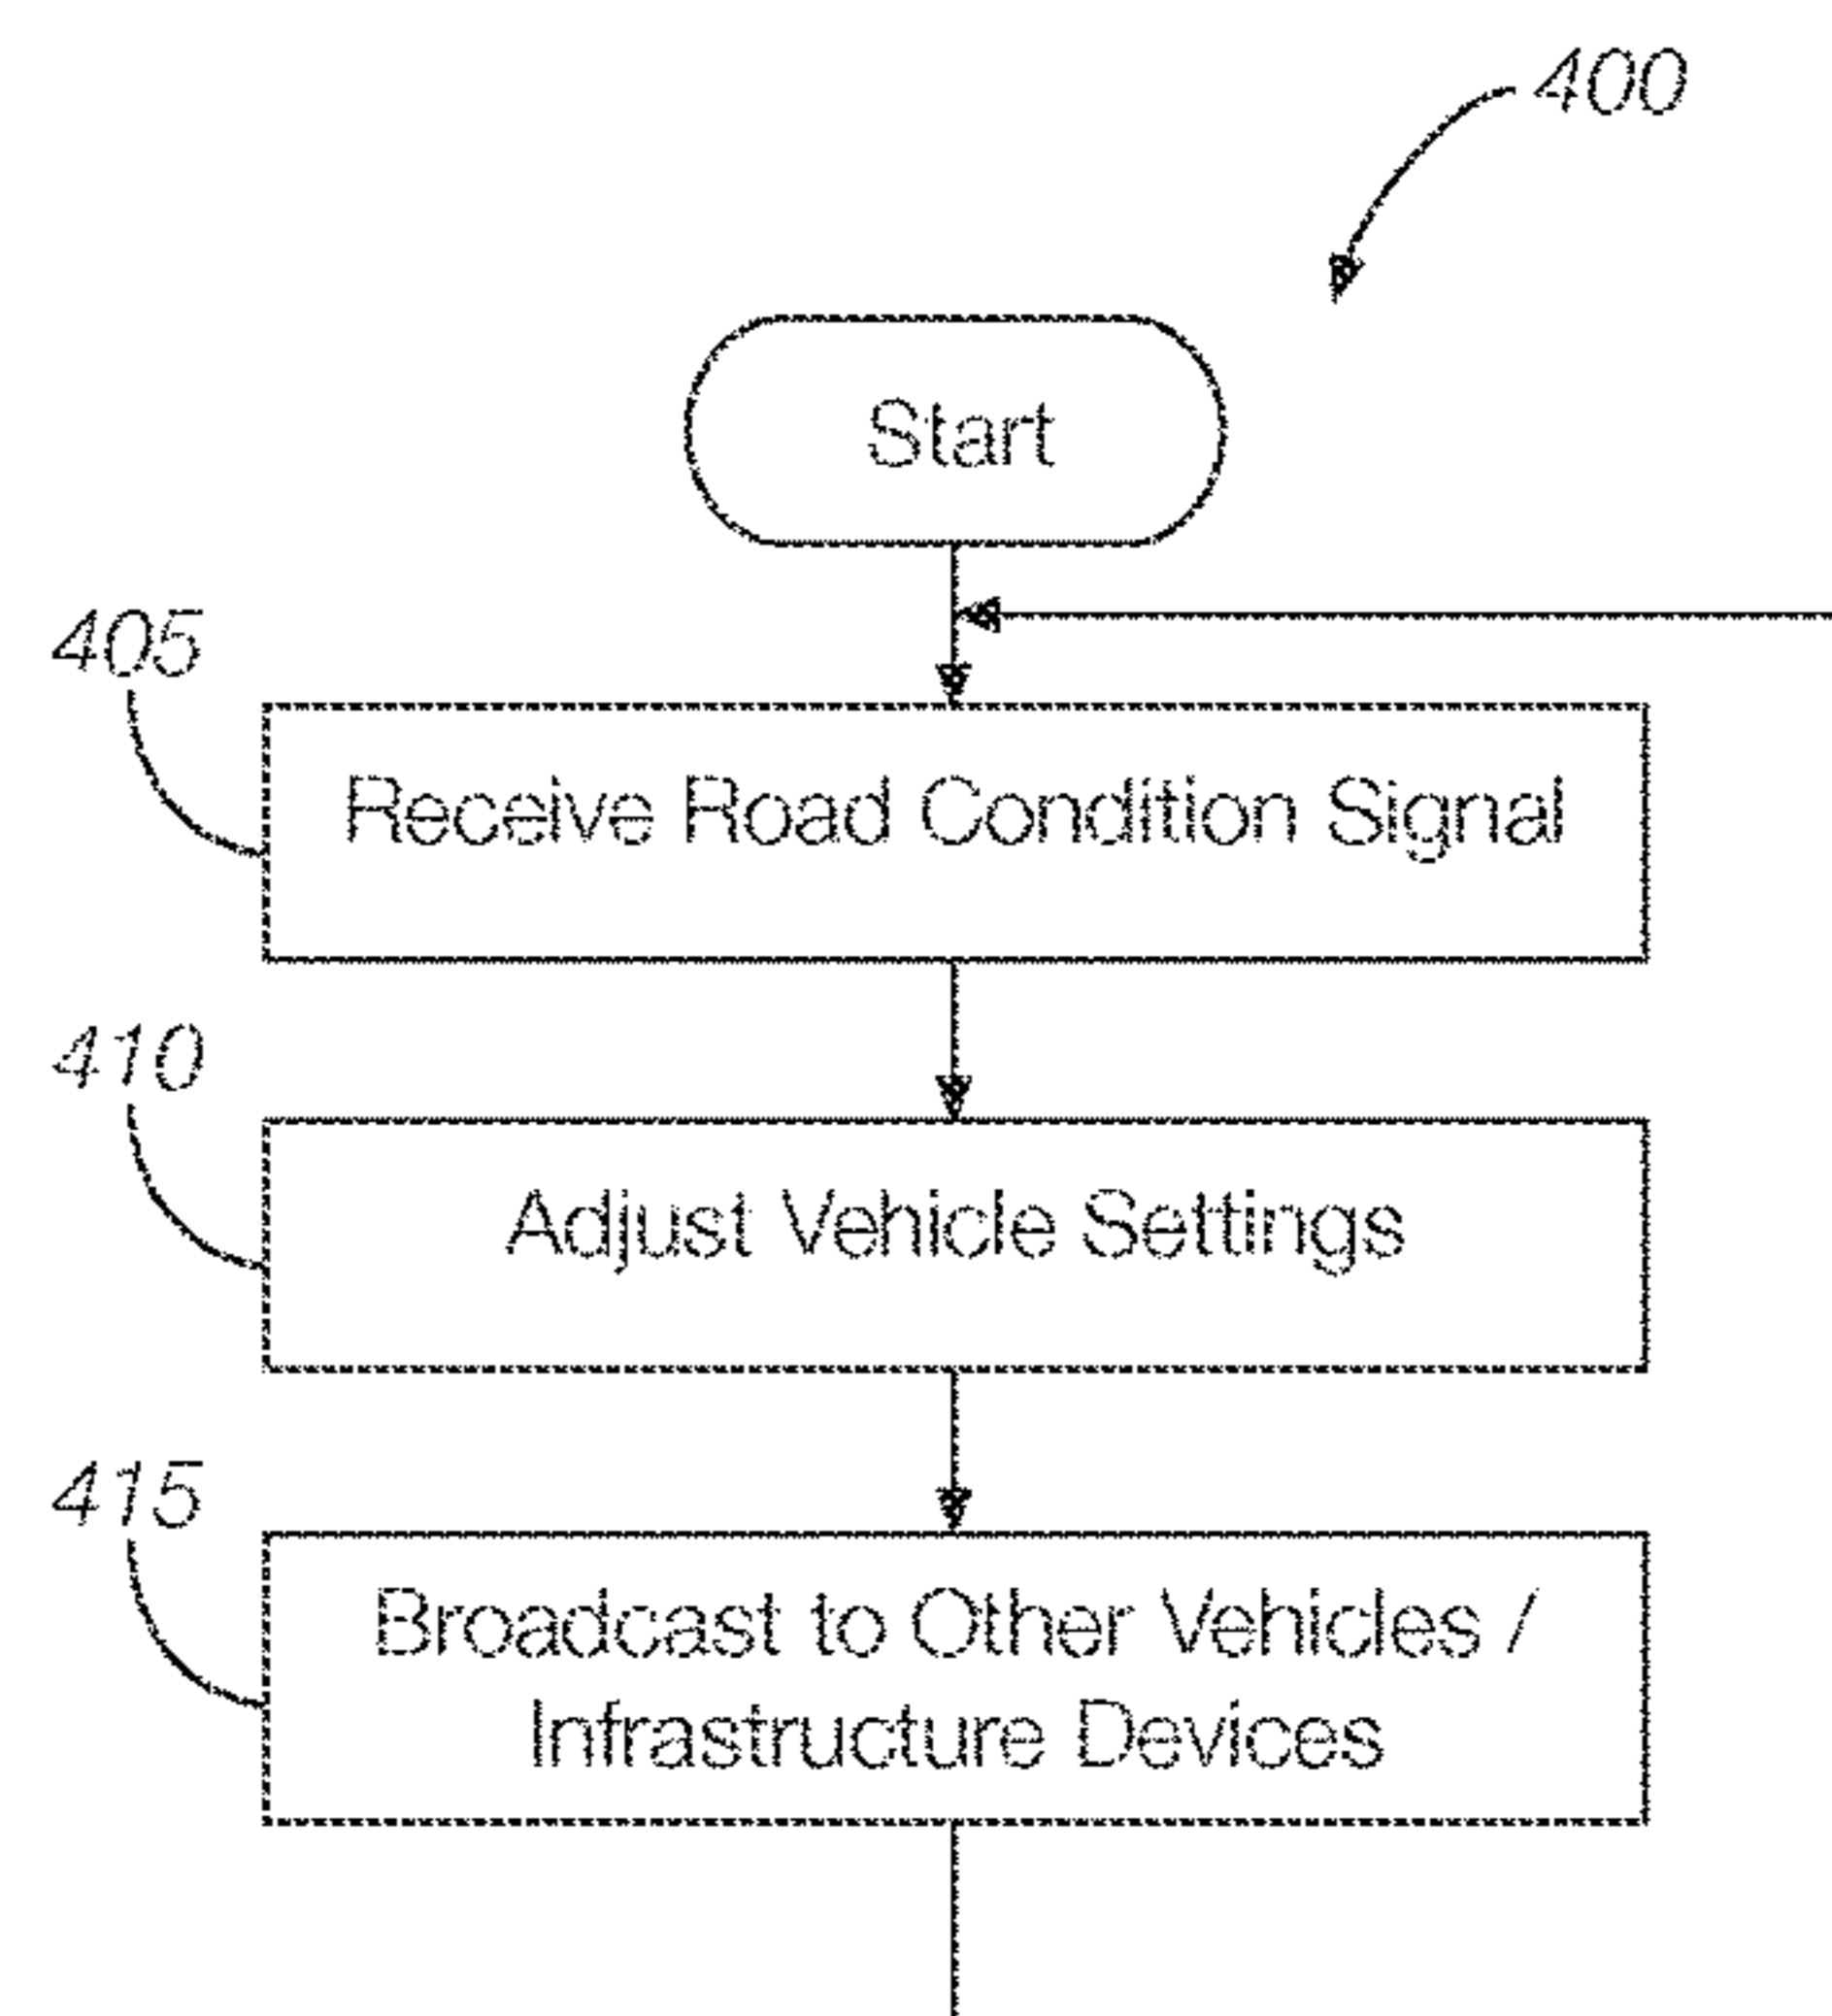 400
Start
405
Receive Road Condition Signal
410
Adjust Vehicle Settings
415
Broadcast to Other Vehicles /
Infrastructure Devices